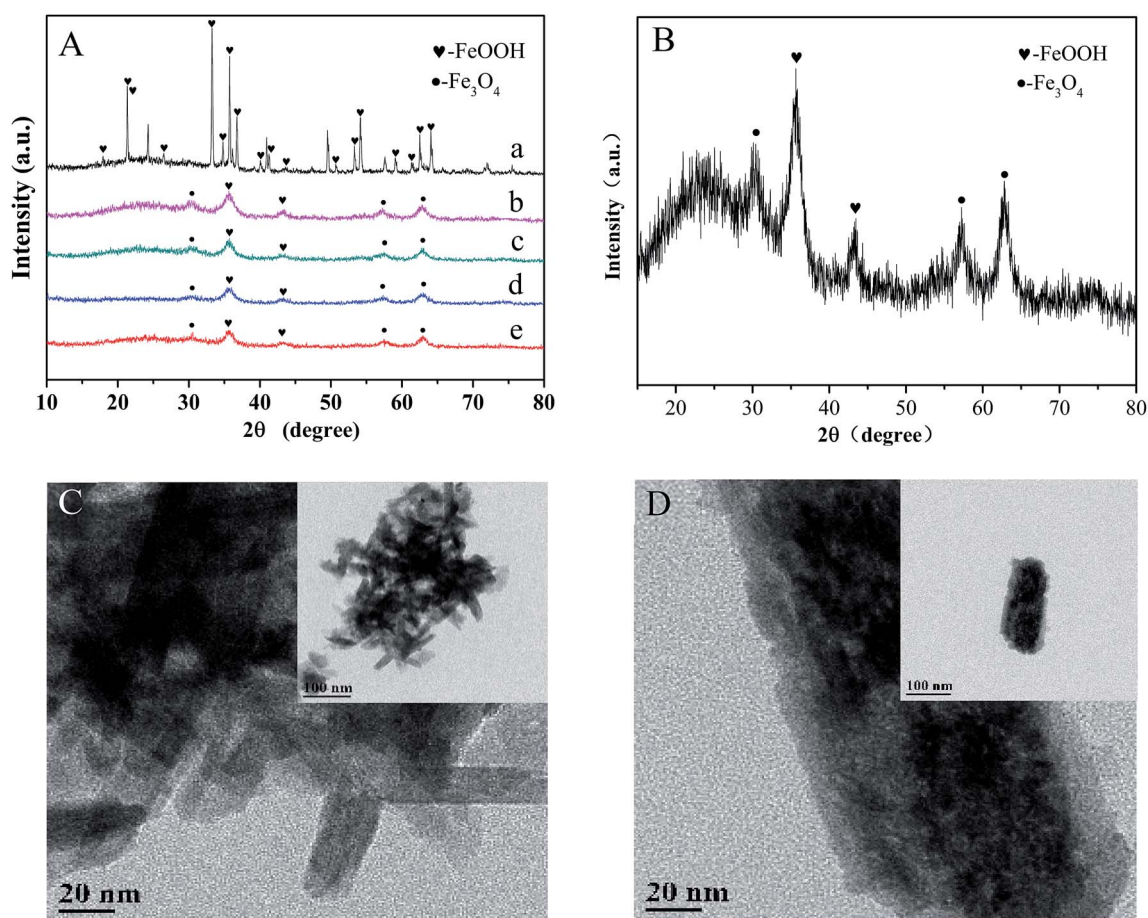 A
♥-FeOOH
•-Fe3O4
a
b
c
d
e
Intensity (a.u.)
10 20 30 40 50 60 70 80
2θ (degree)
B
♥-FeOOH
•-Fe3O4
Intensity（a.u.）
20 30 40 50 60 70 80
2θ（degree）
C
100 nm
20 nm
D
100 nm
20 nm